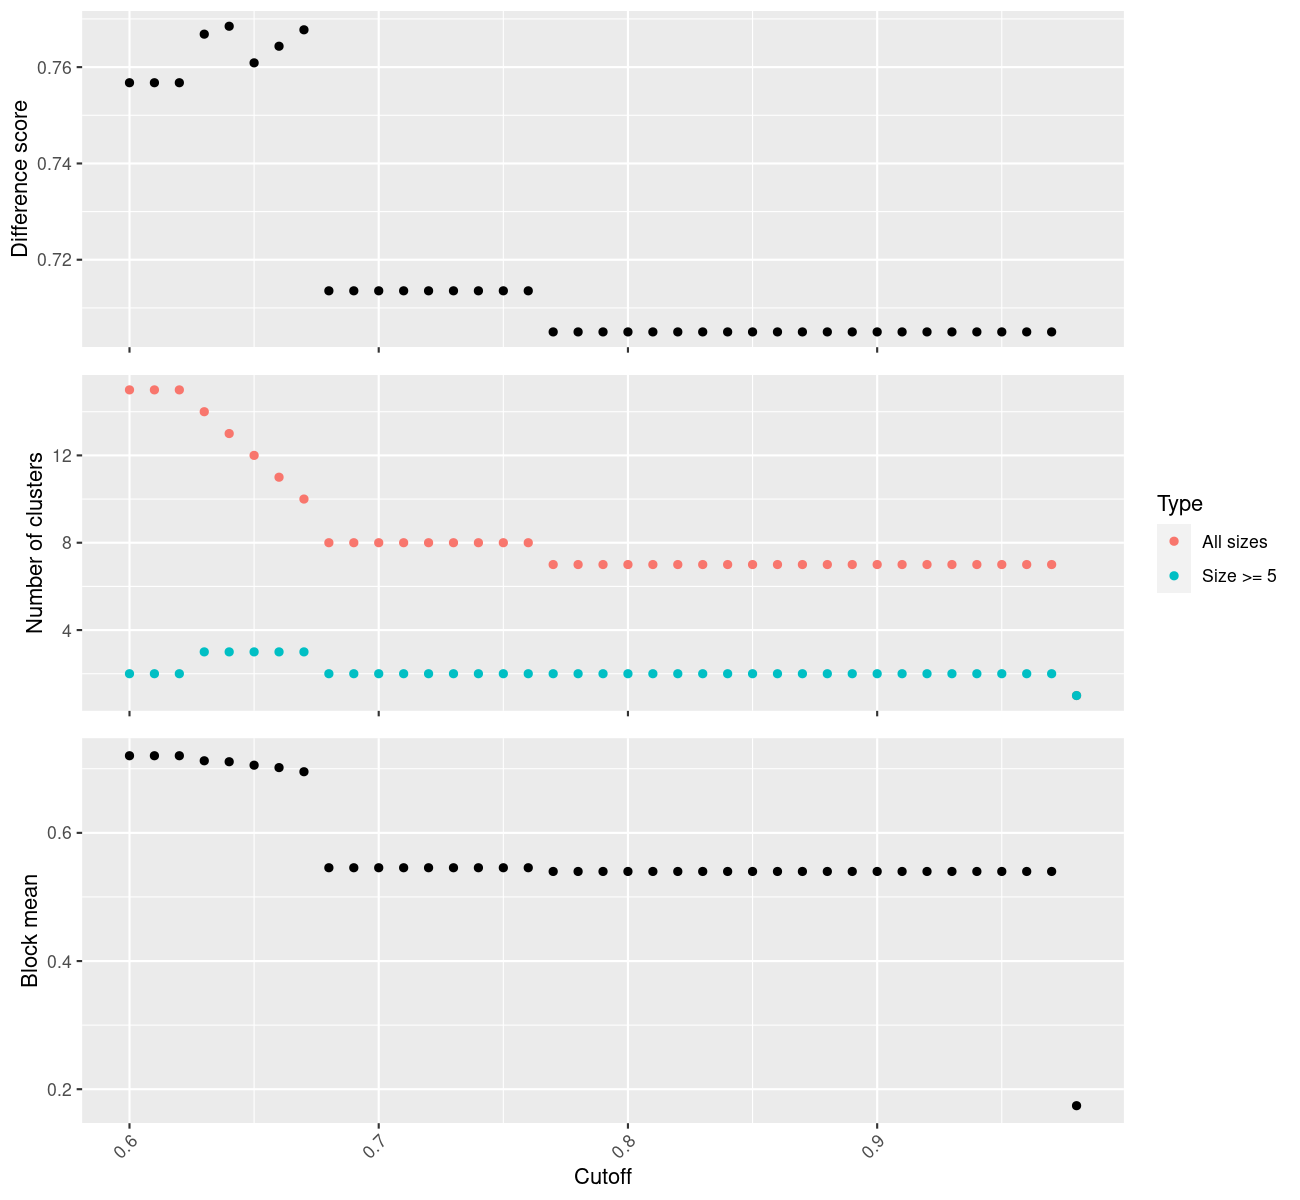 Difference score
0.76
0.74
0.72
Number of clusters
12
8
4
Type
All sizes
Size >= 5
Block mean
0.6
0.4
0.2
0.6 0.7 0.8 0.9
Cutoff